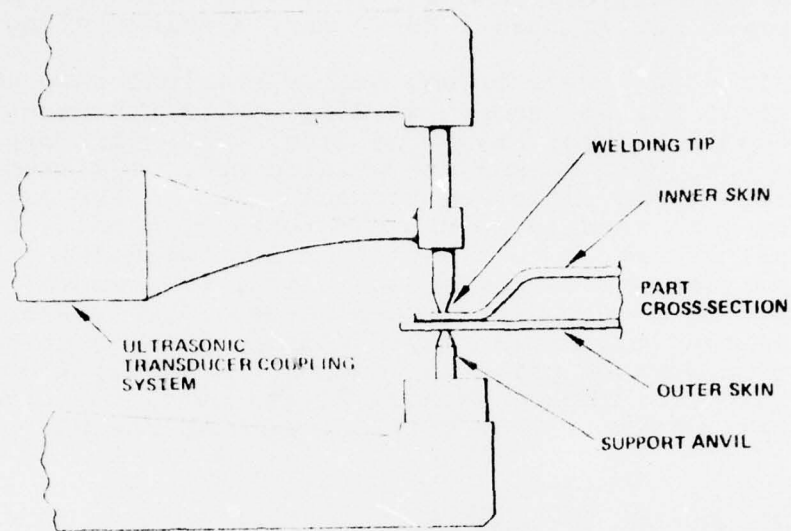 WELDING TIP
INNER SKIN
PART
CROSS-SECTION
ULTRASONIC
TRANSDUCER COUPLING
SYSTEM
OUTER SKIN
SUPPORT ANVIL